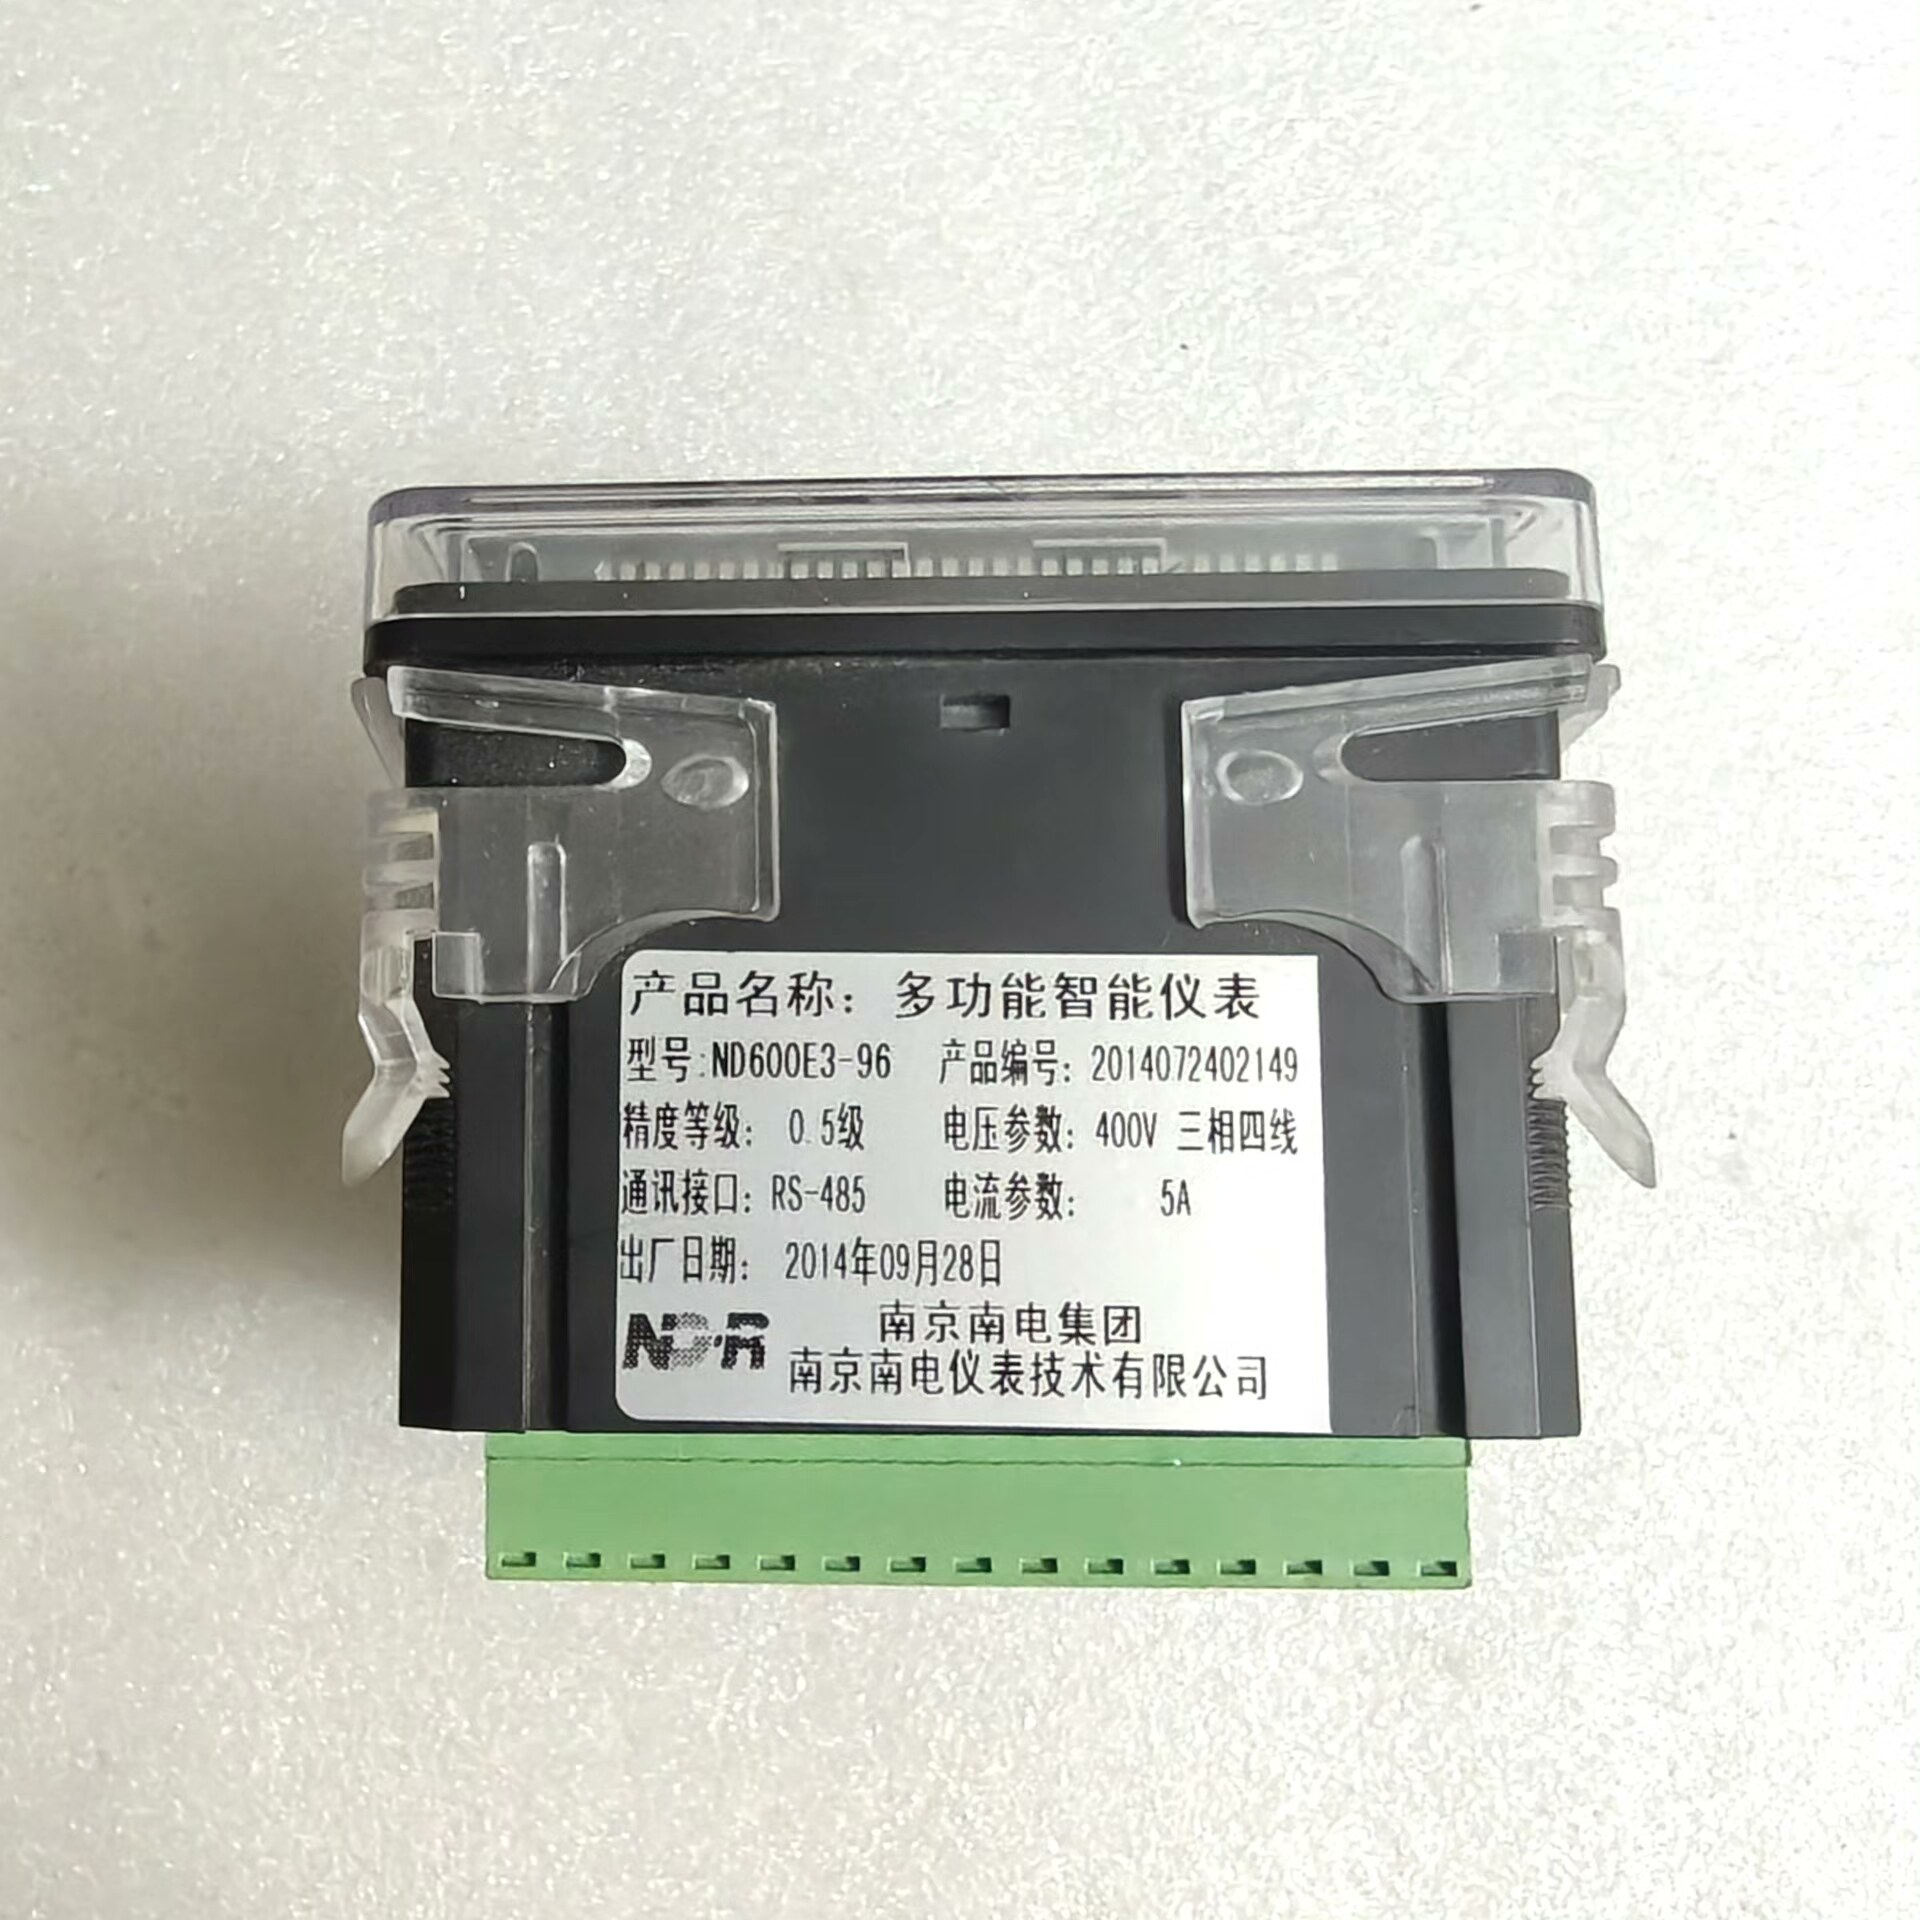 产品名称：多功能智能仪表
型号:ND600E3-96 产品编号：2014072402149
精度等级：0.5级 电压参数：400V 三相四线
通讯接口：RS-485 电流参数： 5A
出厂日期：2014年09月28日
南京南电集团
南京南电仪表技术有限公司